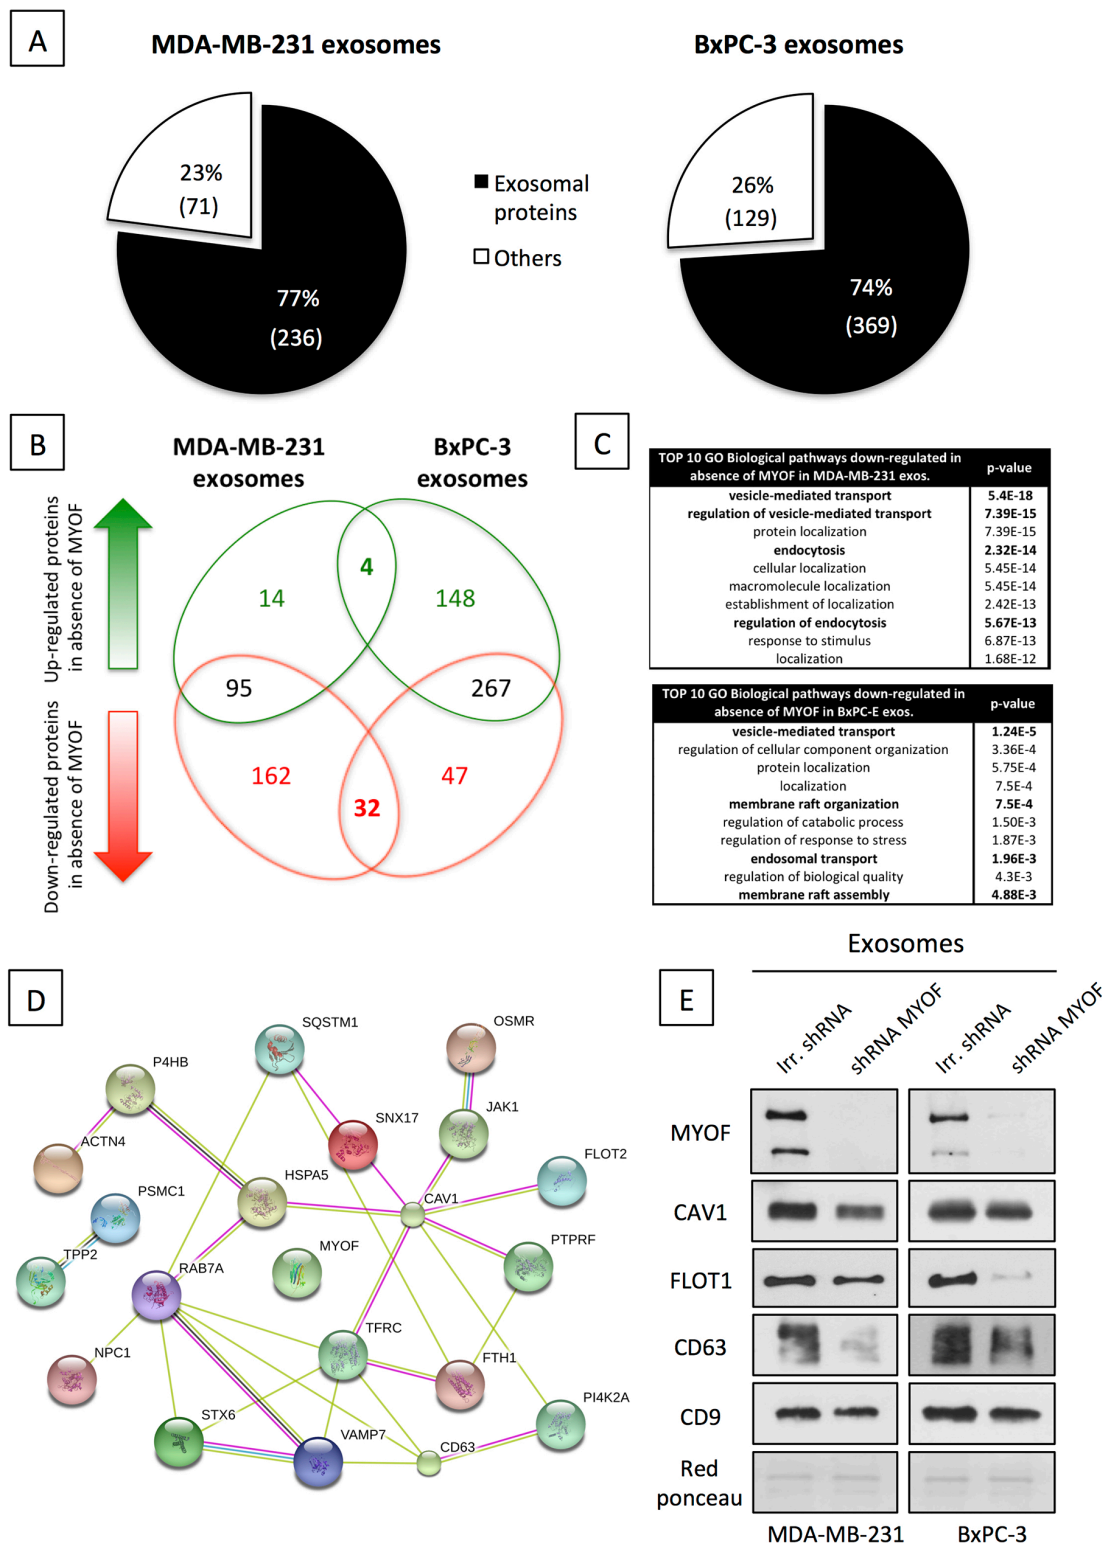 A
MDA-MB-231 exosomes
BxPC-3 exosomes
23%
(71)
77%
(236)
Exosomal
proteins
Others
26%
(129)
74%
(369)
B
MDA-MB-231
exosomes
BxPC-3
exosomes
Up-regulated proteins
in absence of MYOF
Down-regulated proteins
in absence of MYOF
4
14
148
95
267
162
47
32
C
TOP 10 GO Biological pathways down-regulated in
absence of MYOF in MDA-MB-231 exos.
p-value
vesicle-mediated transport 5.4E-18
regulation of vesicle-mediated transport 7.39E-15
protein localization 7.39E-15
endocytosis 2.32E-14
cellular localization 5.45E-14
macromolecule localization 5.45E-14
establishment of localization 2.42E-13
regulation of endocytosis 5.67E-13
response to stimulus 6.87E-13
localization 1.68E-12
TOP 10 GO Biological pathways down-regulated in
absence of MYOF in BxPC-E exos.
p-value
vesicle-mediated transport 1.24E-5
regulation of cellular component organization 3.36E-4
protein localization 5.75E-4
localization 7.5E-4
membrane raft organization 7.5E-4
regulation of catabolic process 1.50E-3
regulation of response to stress 1.87E-3
endosomal transport 1.96E-3
regulation of biological quality 4.3E-3
membrane raft assembly 4.88E-3
D
SQSTM1
OSMR
P4HB
JAK1
SNX17
ACTN4
FLOT2
HSPA5
PSMC1
CAV1
MYOF
PTPRF
TPP2
RAB7A
TFRC
NPC1
FTH1
PI4K2A
STX6
VAMP7
CD63
E
Exosomes
Irr. shRNA
shRNA MYOF
Irr. shRNA
shRNA MYOF
MYOF
CAV1
FLOT1
CD63
CD9
Red
ponceau
MDA-MB-231
BxPC-3